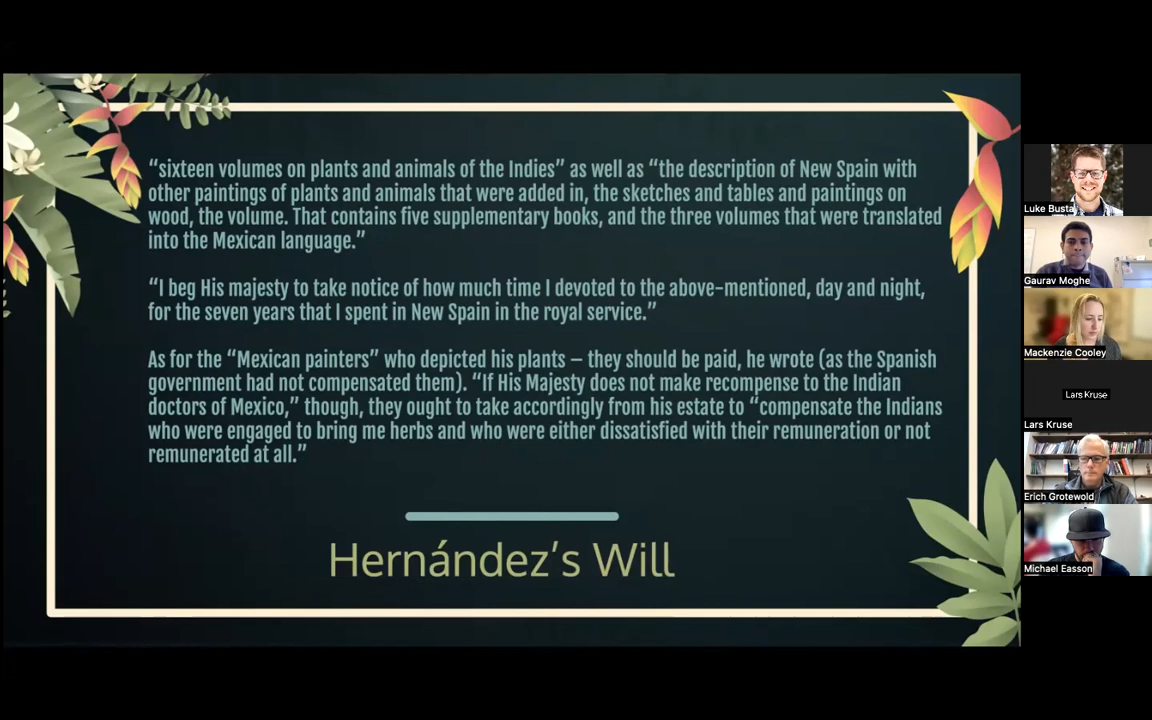 “sixteen volumes on plants and animals of the Indies” as well as “the description of New Spain with
other paintings of plants and animals that were added in, the sketches and tables and paintings on
wood, the volume. That contains five supplementary books, and the three volumes that were translated
into the Mexican language.”
“I beg His majesty to take notice of how much time I devoted to the above-mentioned, day and night,
for the seven years that I spent in New Spain in the royal service.”
As for the “Mexican painters” who depicted his plants – they should be paid, he wrote (as the Spanish
government had not compensated them). “If His Majesty does not make recompense to the Indian
doctors of Mexico,” though, they ought to take accordingly from his estate to “compensate the Indians
who were engaged to bring me herbs and who were either dissatisfied with their remuneration or not
remunerated at all.”
Hernández’s Will
Luke Busta
Gaurav Moghe
Mackenzie Cooley
Lars Kruse
Lars Kruse
Erich Grotewold
Michael Easson